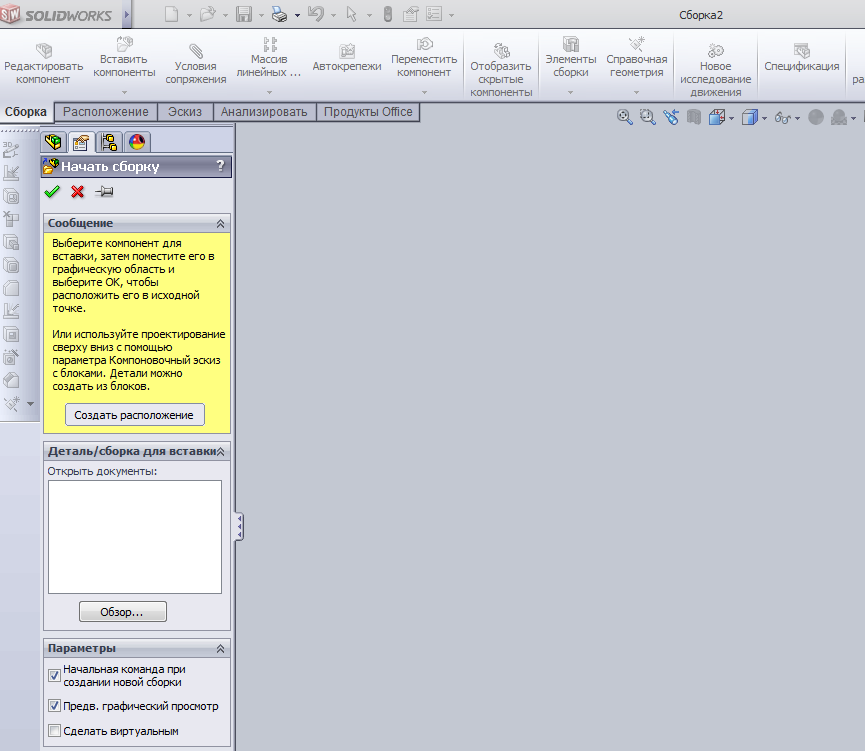 SOLIDWORKS
Сборка2
Редактировать компонент
Вставить компоненты
Условия сопряжения
Массив линейных ...
Автокрепежи
Переместить компонент
Отобразить скрытые компоненты
Элементы сборки
Справочная геометрия
Новое исследование движения
Спецификация
ра
Сборка
Расположение
Эскиз
Анализировать
Продукты Office
3D
Начать сборку
?
Сообщение
Выберите компонент для
вставки, затем поместите его в
графическую область и
выберите ОК, чтобы
расположить его в исходной
точке.
Или используйте проектирование
сверху вниз с помощью
параметра Компоновочный эскиз
с блоками. Детали можно
создать из блоков.
Создать расположение
Деталь/сборка для вставки
Открыть документы:
Обзор...
Параметры
Начальная команда при
создании новой сборки
Предв. графический просмотр
Сделать виртуальным